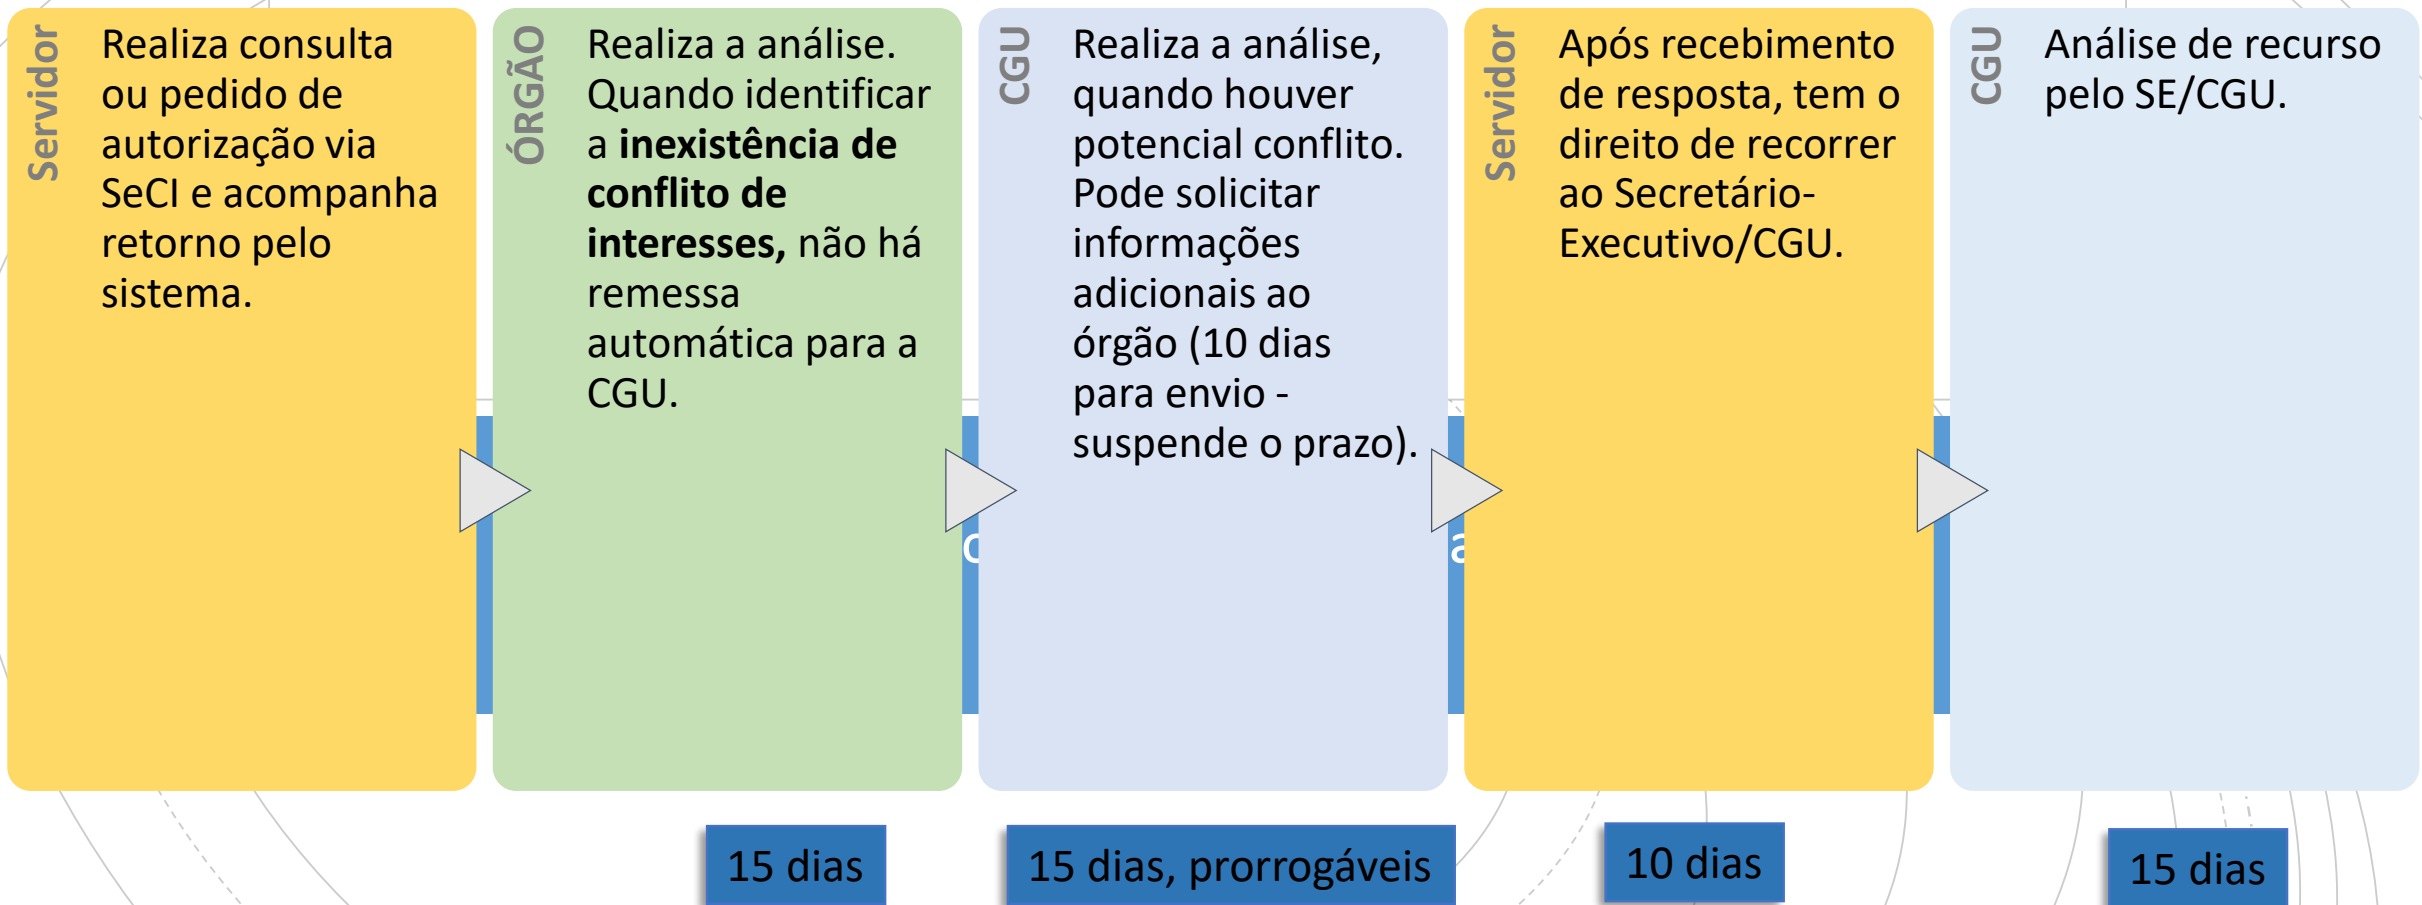 Servidor
Realiza consulta
ou pedido de
autorização via
SeCI e acompanha
retorno pelo
sistema.
ÓRGÃO
Realiza a análise.
Quando identificar
a inexistência de
conflito de
interesses, não há
remessa
automática para a
CGU.
CGU
Realiza a análise,
quando houver
potencial conflito.
Pode solicitar
informações
adicionais ao
órgão (10 dias
para envio -
suspende o prazo).
Servidor
Após recebimento
de resposta, tem o
direito de recorrer
ao Secretário-
Executivo/CGU.
CGU
Análise de recurso
pelo SE/CGU.
15 dias
15 dias, prorrogáveis
10 dias
15 dias